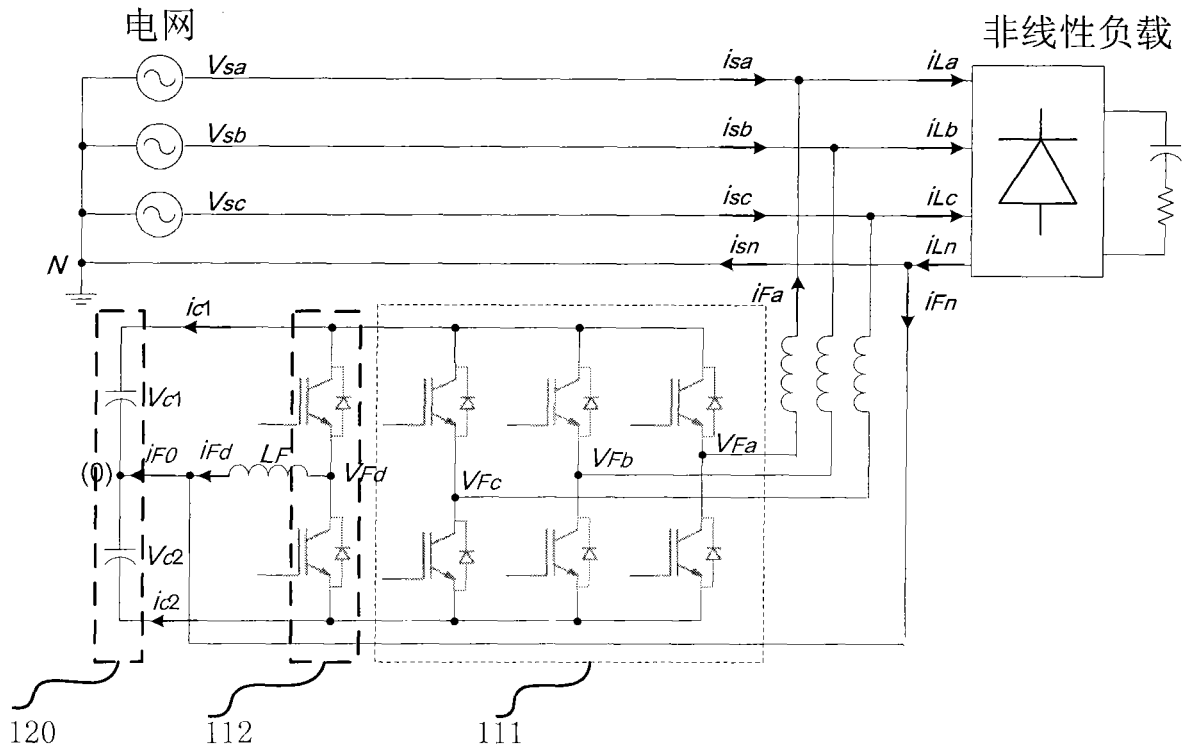 电网
非线性负载
Vsa
isa
iLa
Vsb
isb
iLb
Vsc
isc
iLc
N
isn
iLn
iFa
iFn
ic1
Vc1
iF0
iFd
LF
(0)
VFd
VFc
VFb
VFa
Vc2
ic2
120
112
111